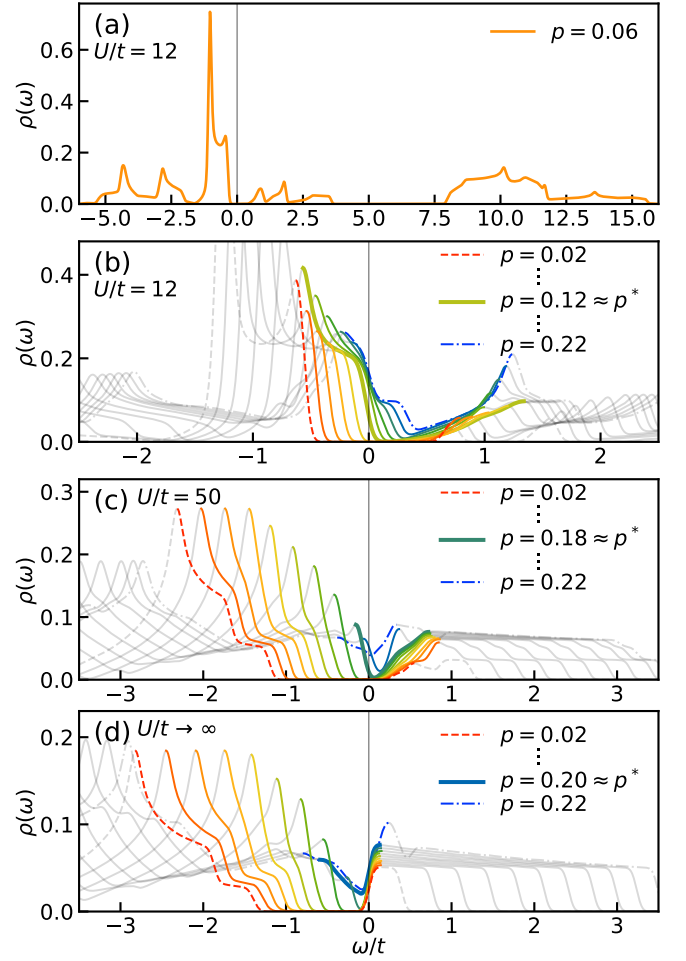 (a)
U/t = 12
p = 0.06
ρ(ω)
0.0
0.2
0.4
0.6
−5.0 −2.5 0.0 2.5 5.0 7.5 10.0 12.5 15.0
(b)
U/t = 12
p = 0.02
p = 0.12 ≈ p*
p = 0.22
ρ(ω)
0.0
0.2
0.4
−2 −1 0 1 2
(c) U/t = 50
p = 0.02
p = 0.18 ≈ p*
p = 0.22
ρ(ω)
0.0
0.1
0.2
0.3
−3 −2 −1 0 1 2 3
(d) U/t → ∞
p = 0.02
p = 0.20 ≈ p*
p = 0.22
ρ(ω)
0.0
0.1
0.2
−3 −2 −1 0 1 2 3
ω/t